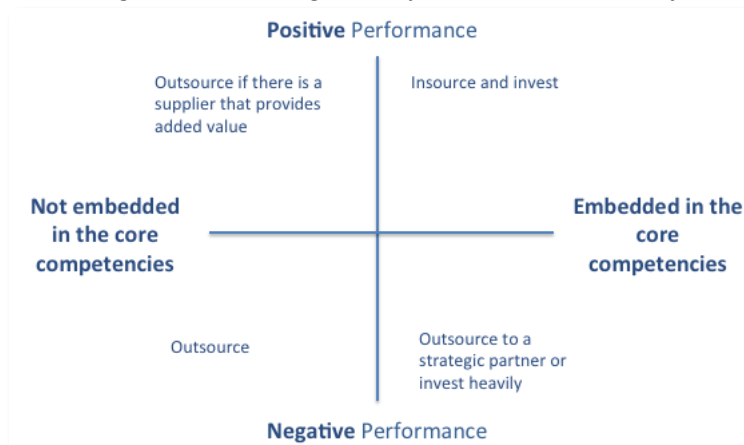 Positive Performance
Outsource if there is a
supplier that provides
added value
Insource and invest
Not embedded
in the core
competencies
Embedded in the
core
competencies
Outsource
Outsource to a
strategic partner or
invest heavily
Negative Performance